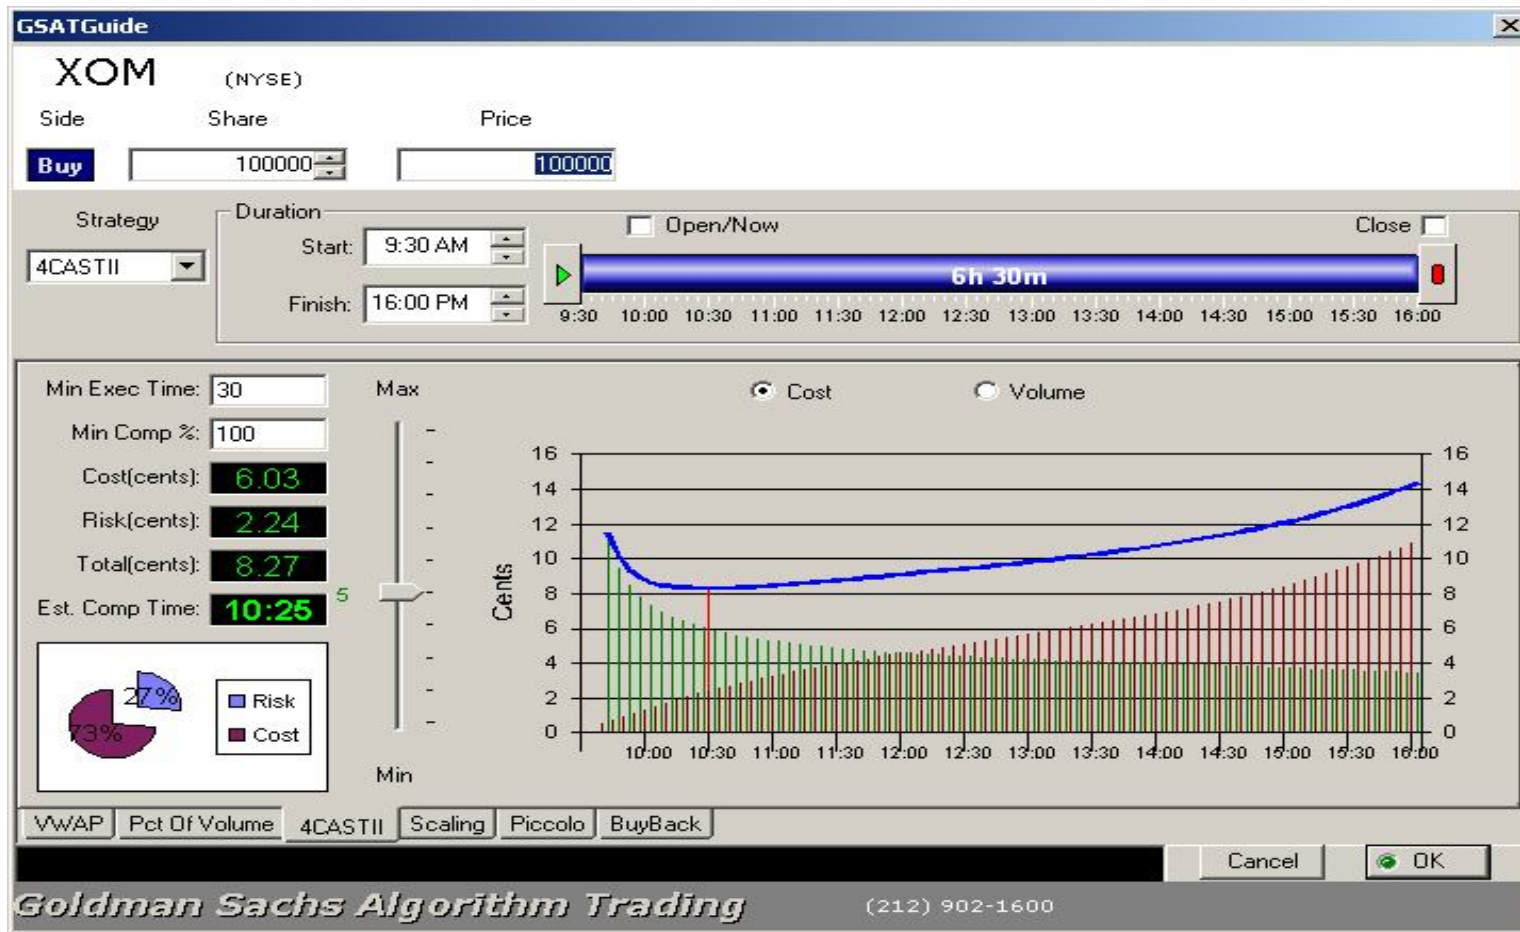 GSATGuide
XOM (NYSE)
Side Share Price
Buy 100000 100000
Strategy Duration Open/Now Close
4CASTII Start: 9:30 AM
6h 30m
Finish: 16:00 PM
9:30 10:00 10:30 11:00 11:30 12:00 12:30 13:00 13:30 14:00 14:30 15:00 15:30 16:00
Min Exec Time: 30 Max Cost Volume
Min Comp %: 100
Cost(cents): 6.03
Risk(cents): 2.24
Total(cents): 8.27
Est. Comp Time: 10:25 5
27% Risk
73% Cost
Min
Cents
16 16
14 14
12 12
10 10
8 8
6 6
4 4
2 2
0 0
10:00 10:30 11:00 11:30 12:00 12:30 13:00 13:30 14:00 14:30 15:00 15:30 16:00
VWAP Pct Of Volume 4CASTII Scaling Piccolo BuyBack
Cancel OK
Goldman Sachs Algorithm Trading (212) 902-1600